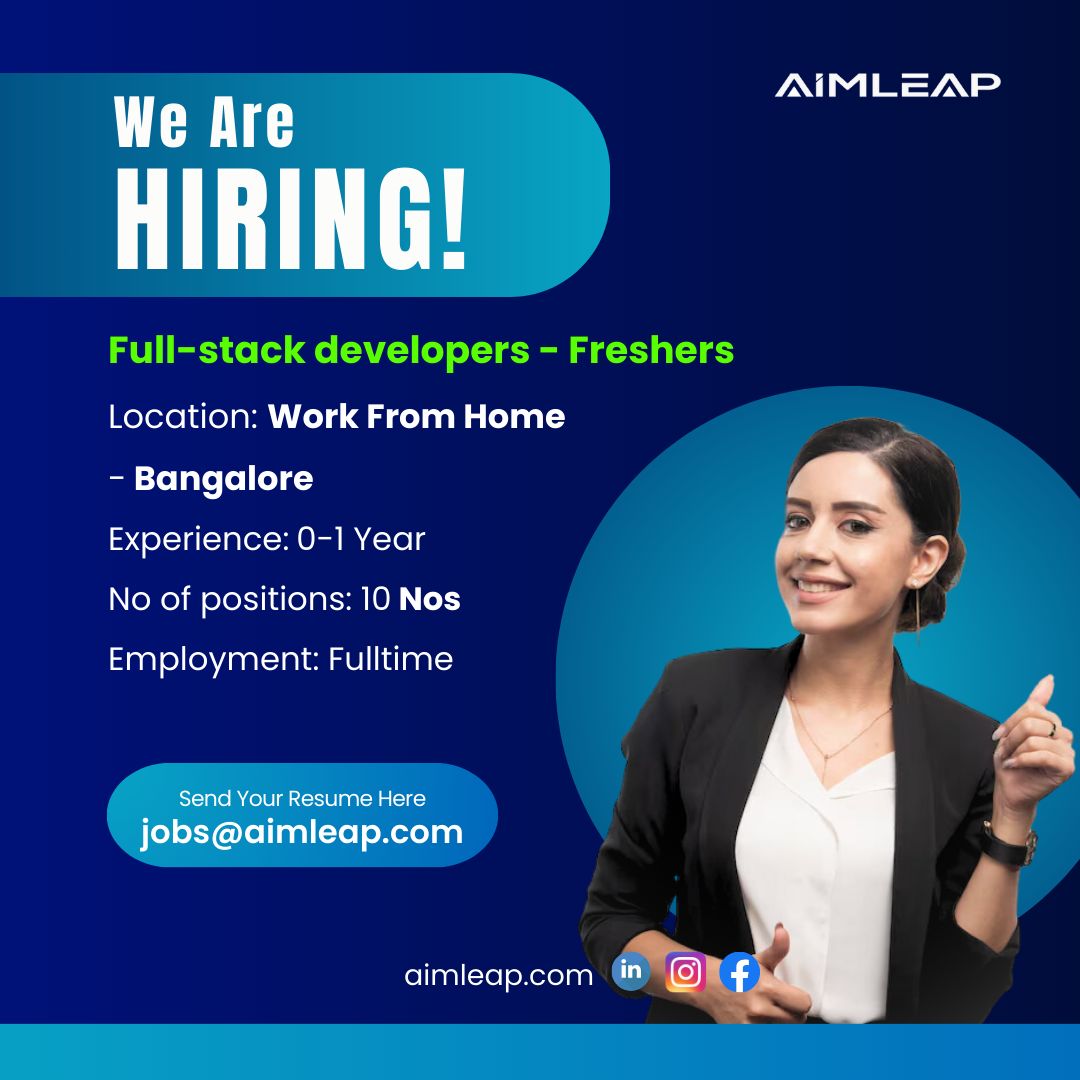 AIMLEAP
We Are
HIRING!
Full-stack developers - Freshers
Location: Work From Home
- Bangalore
Experience: 0-1 Year
No of positions: 10 Nos
Employment: Fulltime
Send Your Resume Here
jobs@aimleap.com
aimleap.com in f